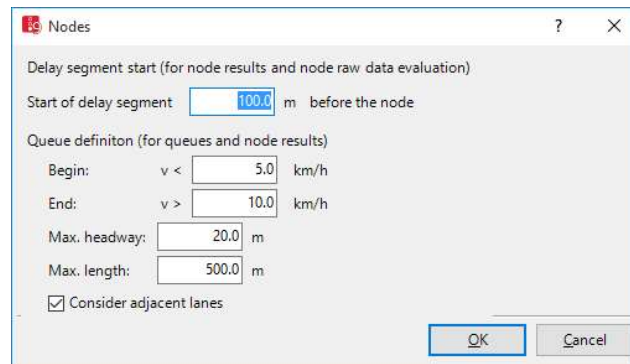 Nodes ? X
Delay segment start (for node results and node raw data evaluation)
Start of delay segment 100.0 m before the node
Queue definiton (for queues and node results)
Begin: v < 5.0 km/h
End: v > 10.0 km/h
Max. headway: 20.0 m
Max. length: 500.0 m
Consider adjacent lanes
OK Cancel